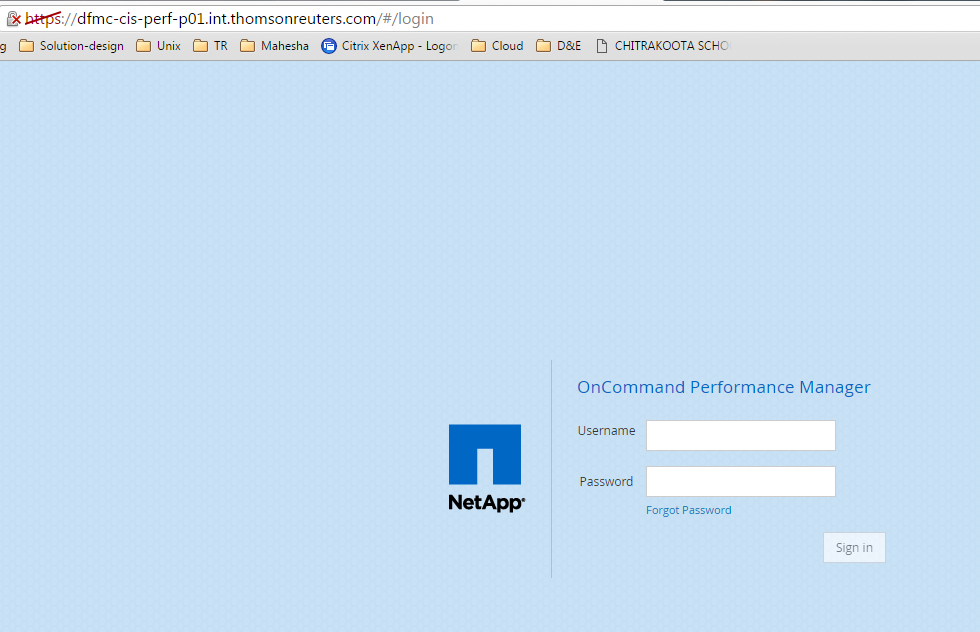 https://dfmc-cis-perf-p01.int.thomsonreuters.com/#/login
g Solution-design Unix TR Mahesha Citrix XenApp - Logon Cloud D&E CHITRAKOOTA SCHO
OnCommand Performance Manager
Username
NetApp®
Password
Forgot Password
Sign in